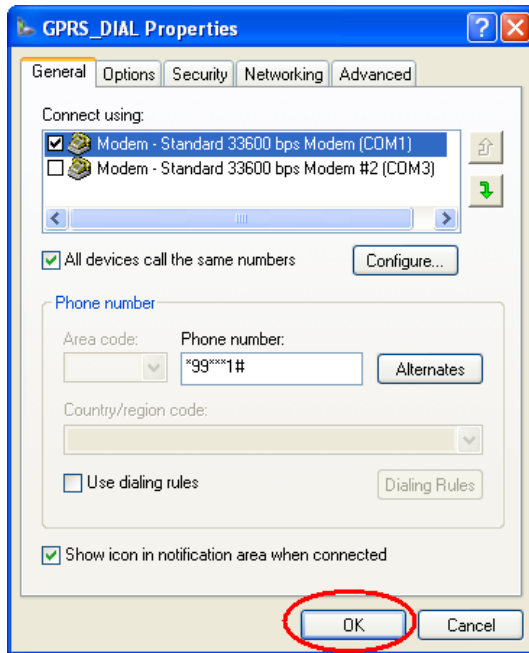 GPRS_DIAL Properties
General Options Security Networking Advanced
Connect using:
Modem - Standard 33600 bps Modem (COM1)
Modem - Standard 33600 bps Modem #2 (COM3)
All devices call the same numbers
Configure...
Phone number
Area code: Phone number:
*99***1#
Alternates
Country/region code:
Use dialing rules
Dialing Rules
Show icon in notification area when connected
OK Cancel